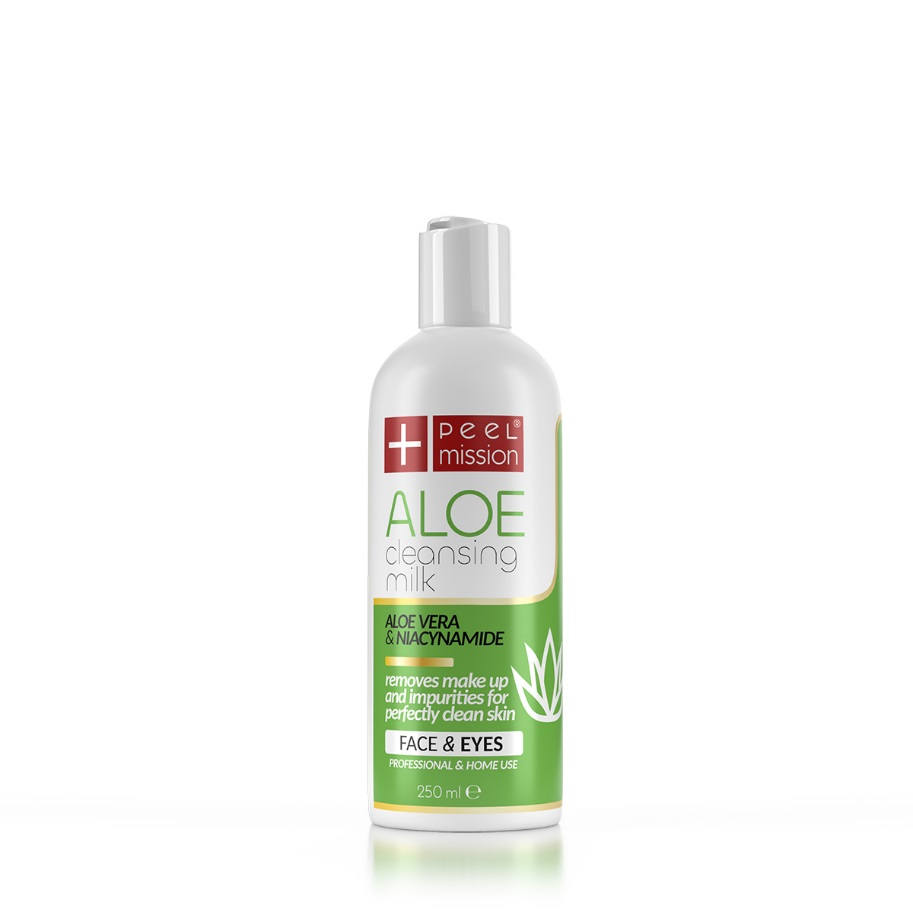 PEEL®
mission
ALOE
cleansing
milk
ALOE VERA
& NIACYNAMIDE
removes make up
and impurities for
perfectly clean skin
FACE & EYES
PROFESSIONAL & HOME USE
250 ml ℮